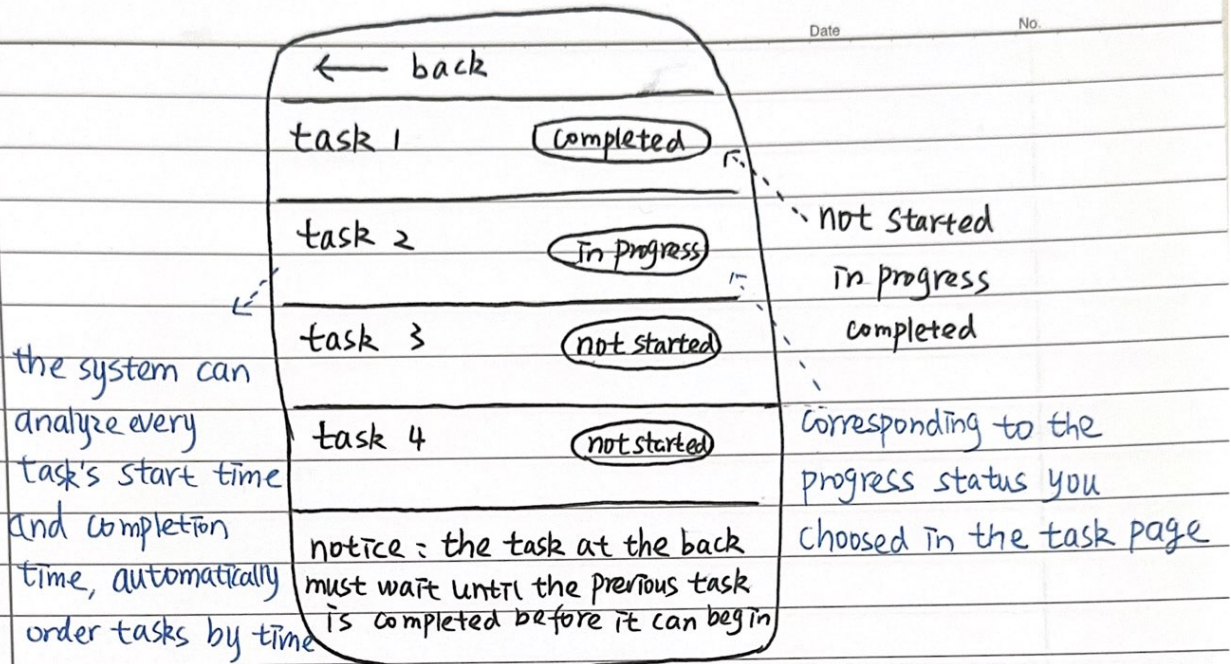 Date
No.
← back
task 1
completed
task 2
in progress
task 3
not started
task 4
not started
notice : the task at the back
must wait until the previous task
is completed before it can begin
not started
in progress
completed
the system can
analyze every
task's start time
and completion
time, automatically
order tasks by time
corresponding to the
progress status you
choosed in the task page